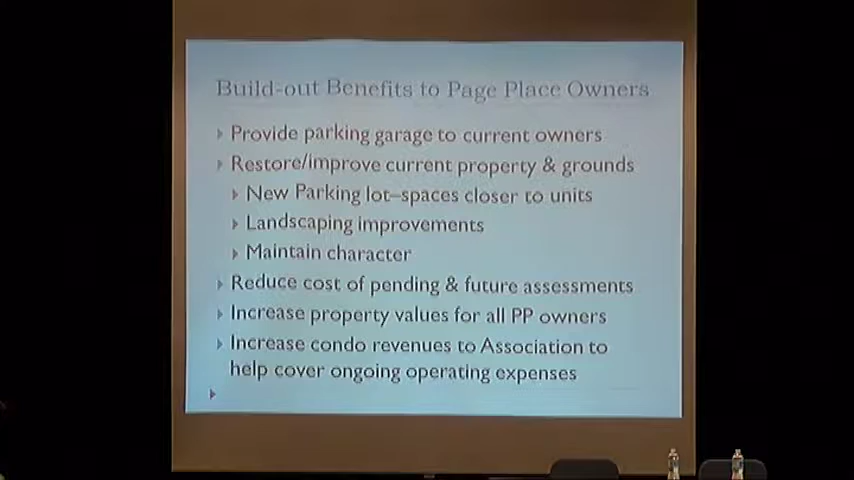 Build-out Benefits to Page Place Owners
Provide parking garage to current owners
Restore/improve current property & grounds
New Parking lot–spaces closer to units
Landscaping improvements
Maintain character
Reduce cost of pending & future assessments
Increase property values for all PP owners
Increase condo revenues to Association to
help cover ongoing operating expenses